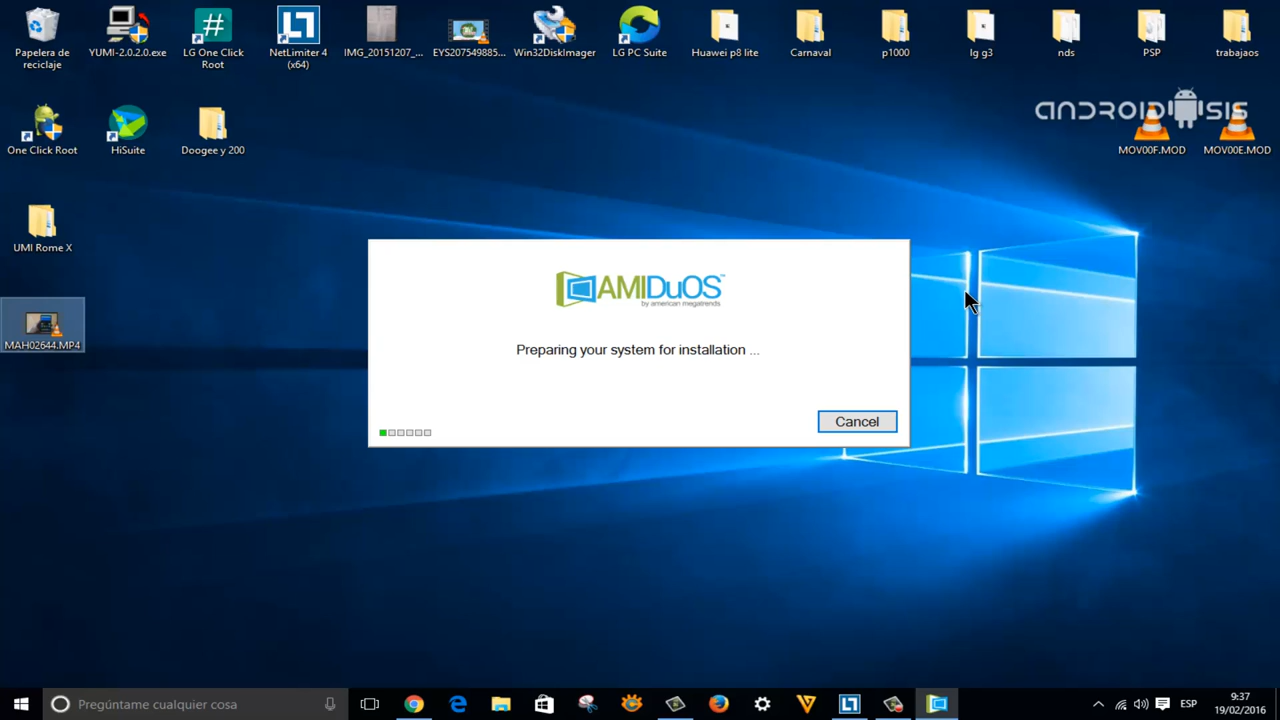 Papelera de
reciclaje
YUMI-2.0.2.0.exe
LG One Click
Root
NetLimiter 4
(x64)
IMG_20151207_...
EYS207549885...
Win32DiskImager
LG PC Suite
Huawei p8 lite
Carnaval
p1000
lg g3
nds
PSP
trabajaos
ANDROIDSIS
One Click Root
HiSuite
Doogee y 200
MOV00F.MOD
MOV00E.MOD
UMI Rome X
MAH02644.MP4
AMIDuOS™
by american megatrends
Preparing your system for installation ...
Cancel
Pregúntame cualquier cosa
ESP
9:37
19/02/2016